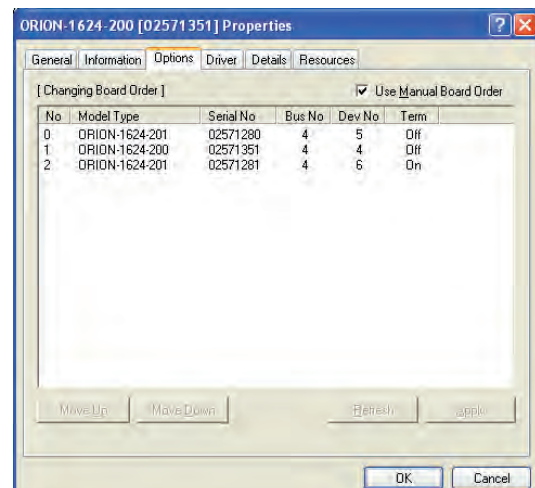 ORION-1624-200 [02571351] Properties
General Information Options Driver Details Resources
[ Changing Board Order ] Use Manual Board Order
No Model Type Serial No Bus No Dev No Term
0 ORION-1624-201 02571280 4 5 Off
1 ORION-1624-200 02571351 4 4 Off
2 ORION-1624-201 02571281 4 6 On
Move Up Move Down Refresh Apply
OK Cancel